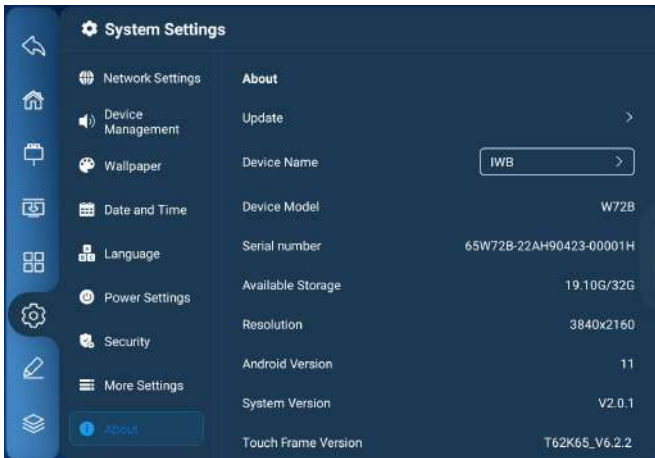 System Settings
Network Settings
Device
Management
Wallpaper
Date and Time
Language
Power Settings
Security
More Settings
About
About
Update
Device Name IWB
Device Model W72B
Serial number 65W72B-22AH90423-00001H
Available Storage 19.10G/32G
Resolution 3840x2160
Android Version 11
System Version V2.0.1
Touch Frame Version T62K65_V6.2.2